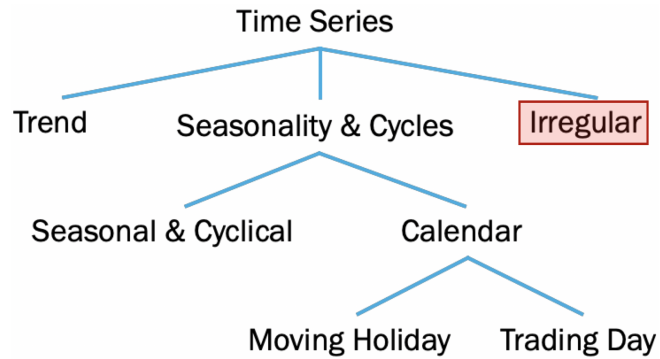 Time Series
Trend
Seasonality & Cycles
Irregular
Seasonal & Cyclical
Calendar
Moving Holiday
Trading Day